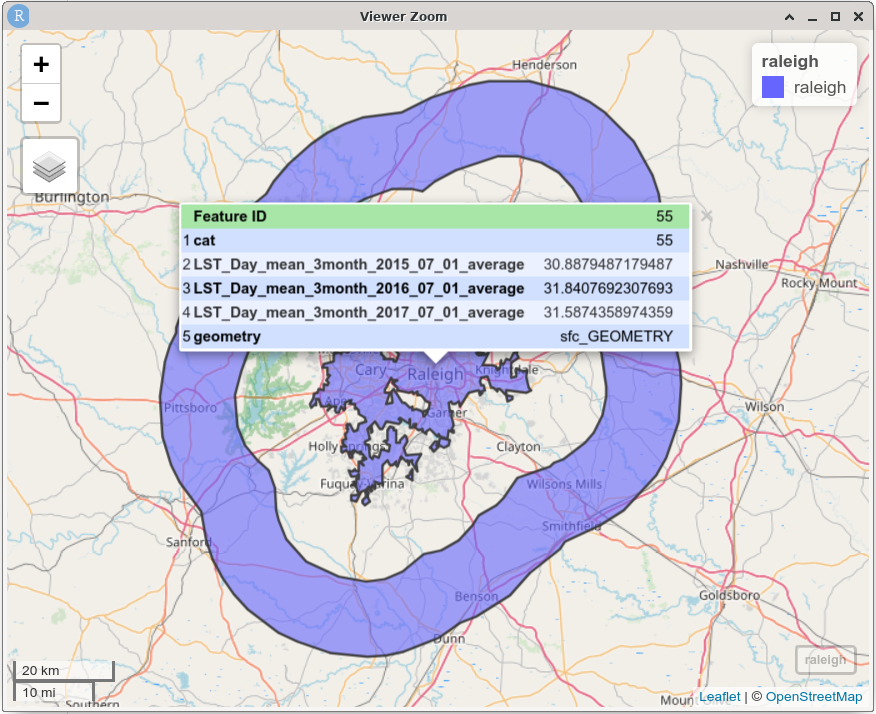 R
Viewer Zoom
+
−
Henderson
raleigh
raleigh
Burlington
Feature ID 55
1 cat 55
2 LST_Day_mean_3month_2015_07_01_average 30.8879487179487
3 LST_Day_mean_3month_2016_07_01_average 31.8407692307693
4 LST_Day_mean_3month_2017_07_01_average 31.5874358974359
5 geometry sfc_GEOMETRY
×
Nashville
Rocky Mount
Cary
Raleigh
Knightdale
Apex
Pittsboro
Garner
Wilson
Holly Springs
Clayton
Fuquay-Varina
Wilsons Mills
Smithfield
Sanford
Benson
Goldsboro
Dunn
raleigh
20 km
10 mi
Southern
Mount Olive
Leaflet | © OpenStreetMap